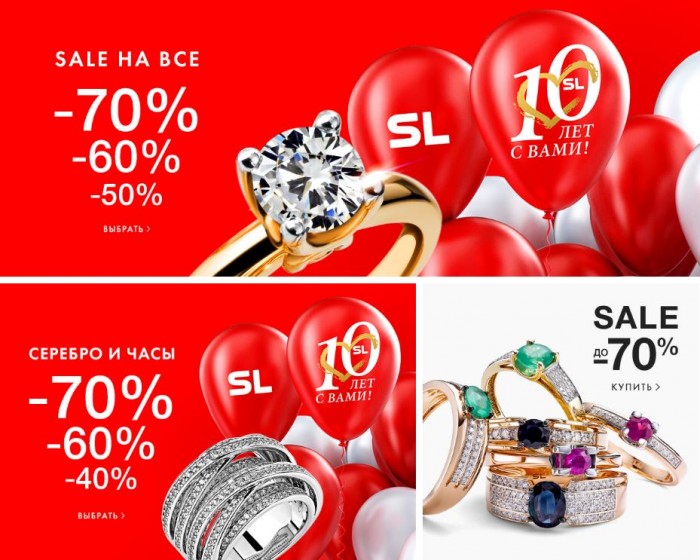 SALE НА ВСЕ
-70%
-60%
-50%
ВЫБРАТЬ >
SL
10
SL
ЛЕТ
С ВАМИ!
СЕРЕБРО И ЧАСЫ
-70%
-60%
-40%
ВЫБРАТЬ >
SL
10
SL
ЛЕТ
С ВАМИ!
SALE
ДО -70%
КУПИТЬ >